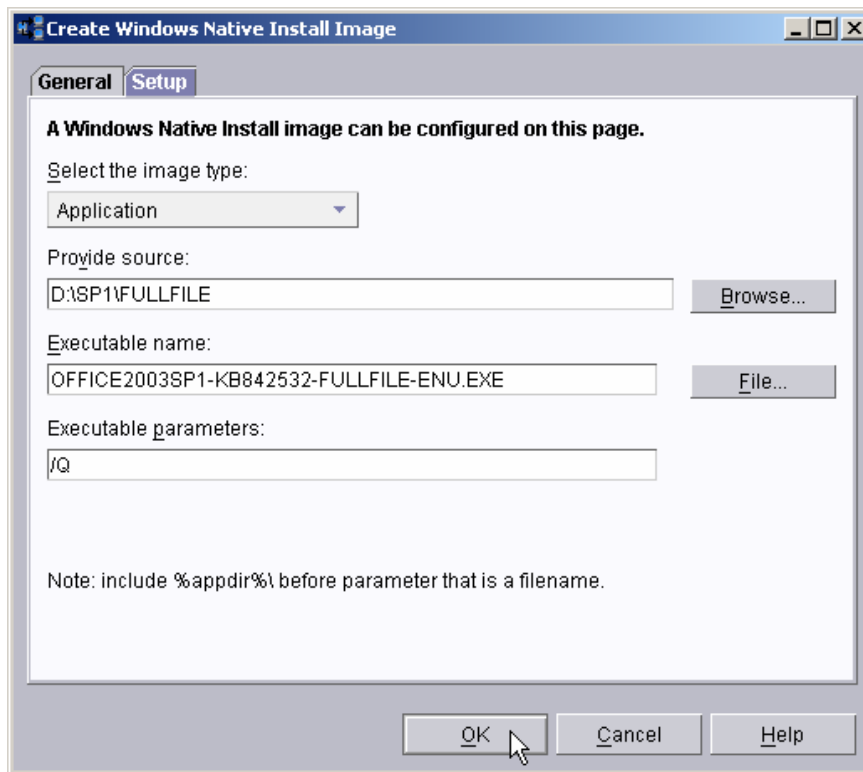 Create Windows Native Install Image
General Setup
A Windows Native Install image can be configured on this page.
Select the image type:
Application
Provide source:
D:\SP1\FULLFILE
Browse...
Executable name:
OFFICE2003SP1-KB842532-FULLFILE-ENU.EXE
File...
Executable parameters:
/Q
Note: include %appdir%\ before parameter that is a filename.
OK Cancel Help